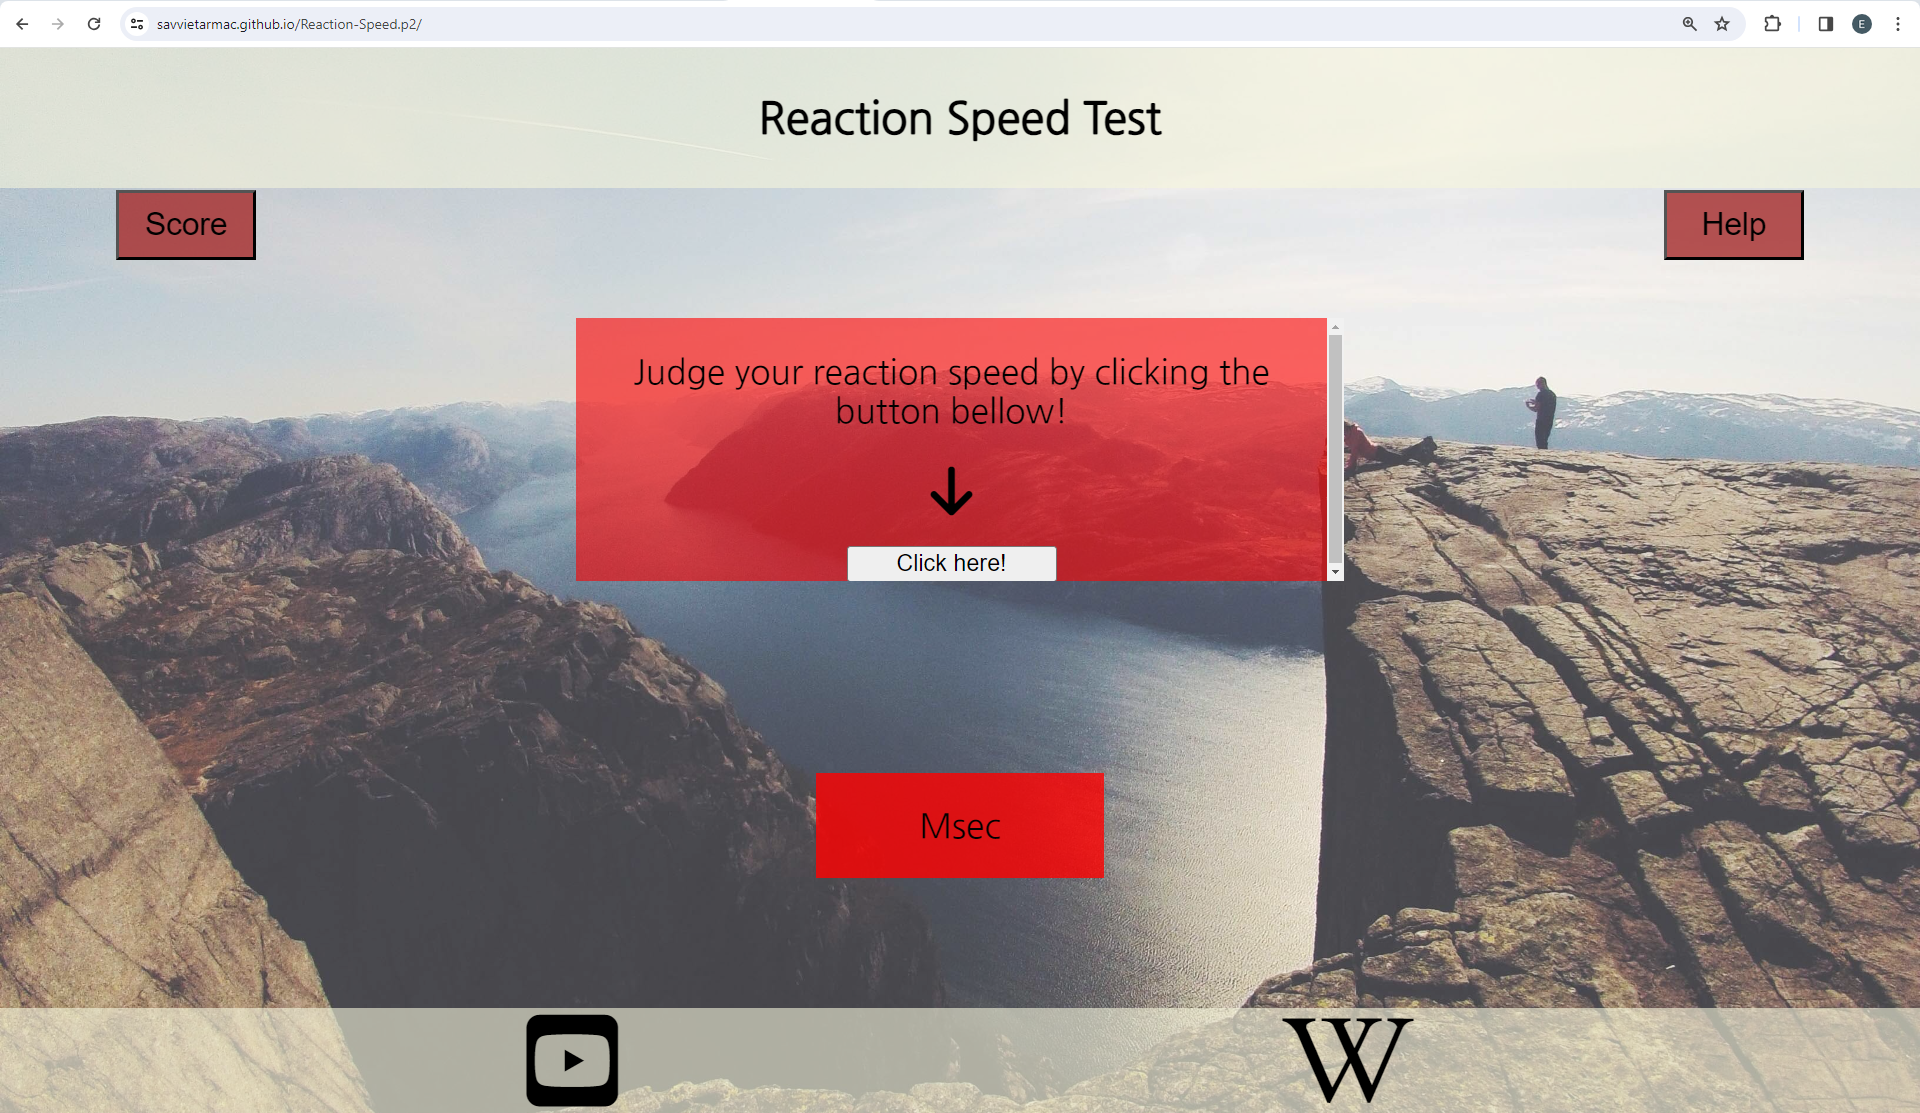 savvietarmac.github.io/Reaction-Speed.p2/
E
Reaction Speed Test
Score
Help
Judge your reaction speed by clicking the
button bellow!
Click here!
Msec
W